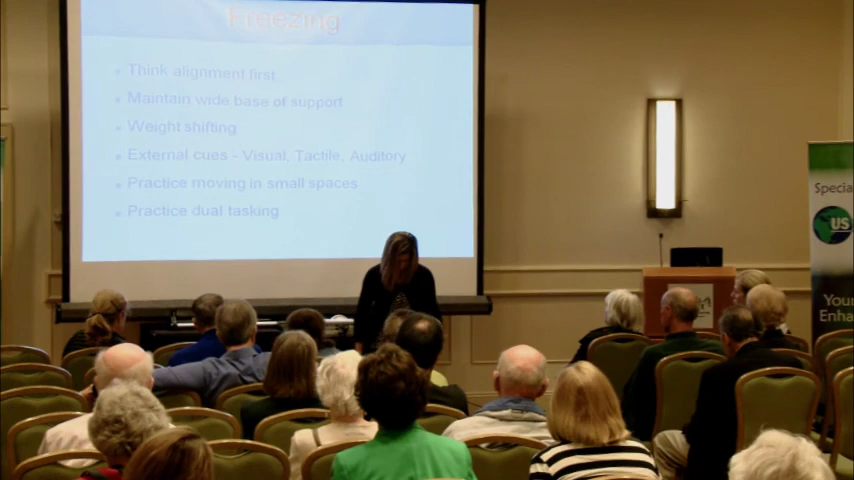 Freezing
Think alignment first
Maintain wide base of support
Weight shifting
External cues - Visual, Tactile, Auditory
Practice moving in small spaces
Practice dual tasking
Specia
US
Your
Enha